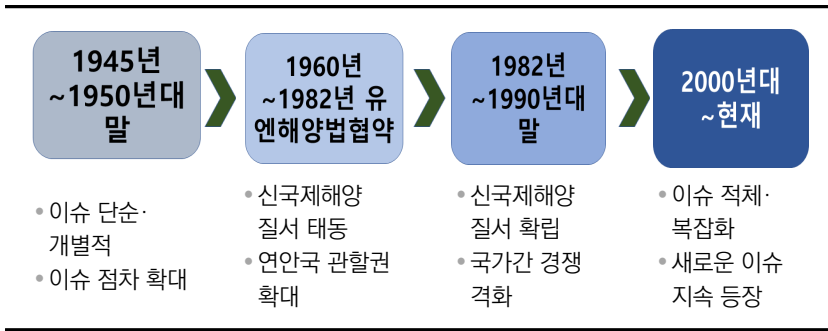 1945년
~1950년대
말
• 이슈 단순·
개별적
• 이슈 점차 확대
1960년
~1982년 유
엔해양법협약
• 신국제해양
질서 태동
• 연안국 관할권
확대
1982년
~1990년대
말
• 신국제해양
질서 확립
• 국가간 경쟁
격화
2000년대
~현재
• 이슈 적체·
복잡화
• 새로운 이슈
지속 등장